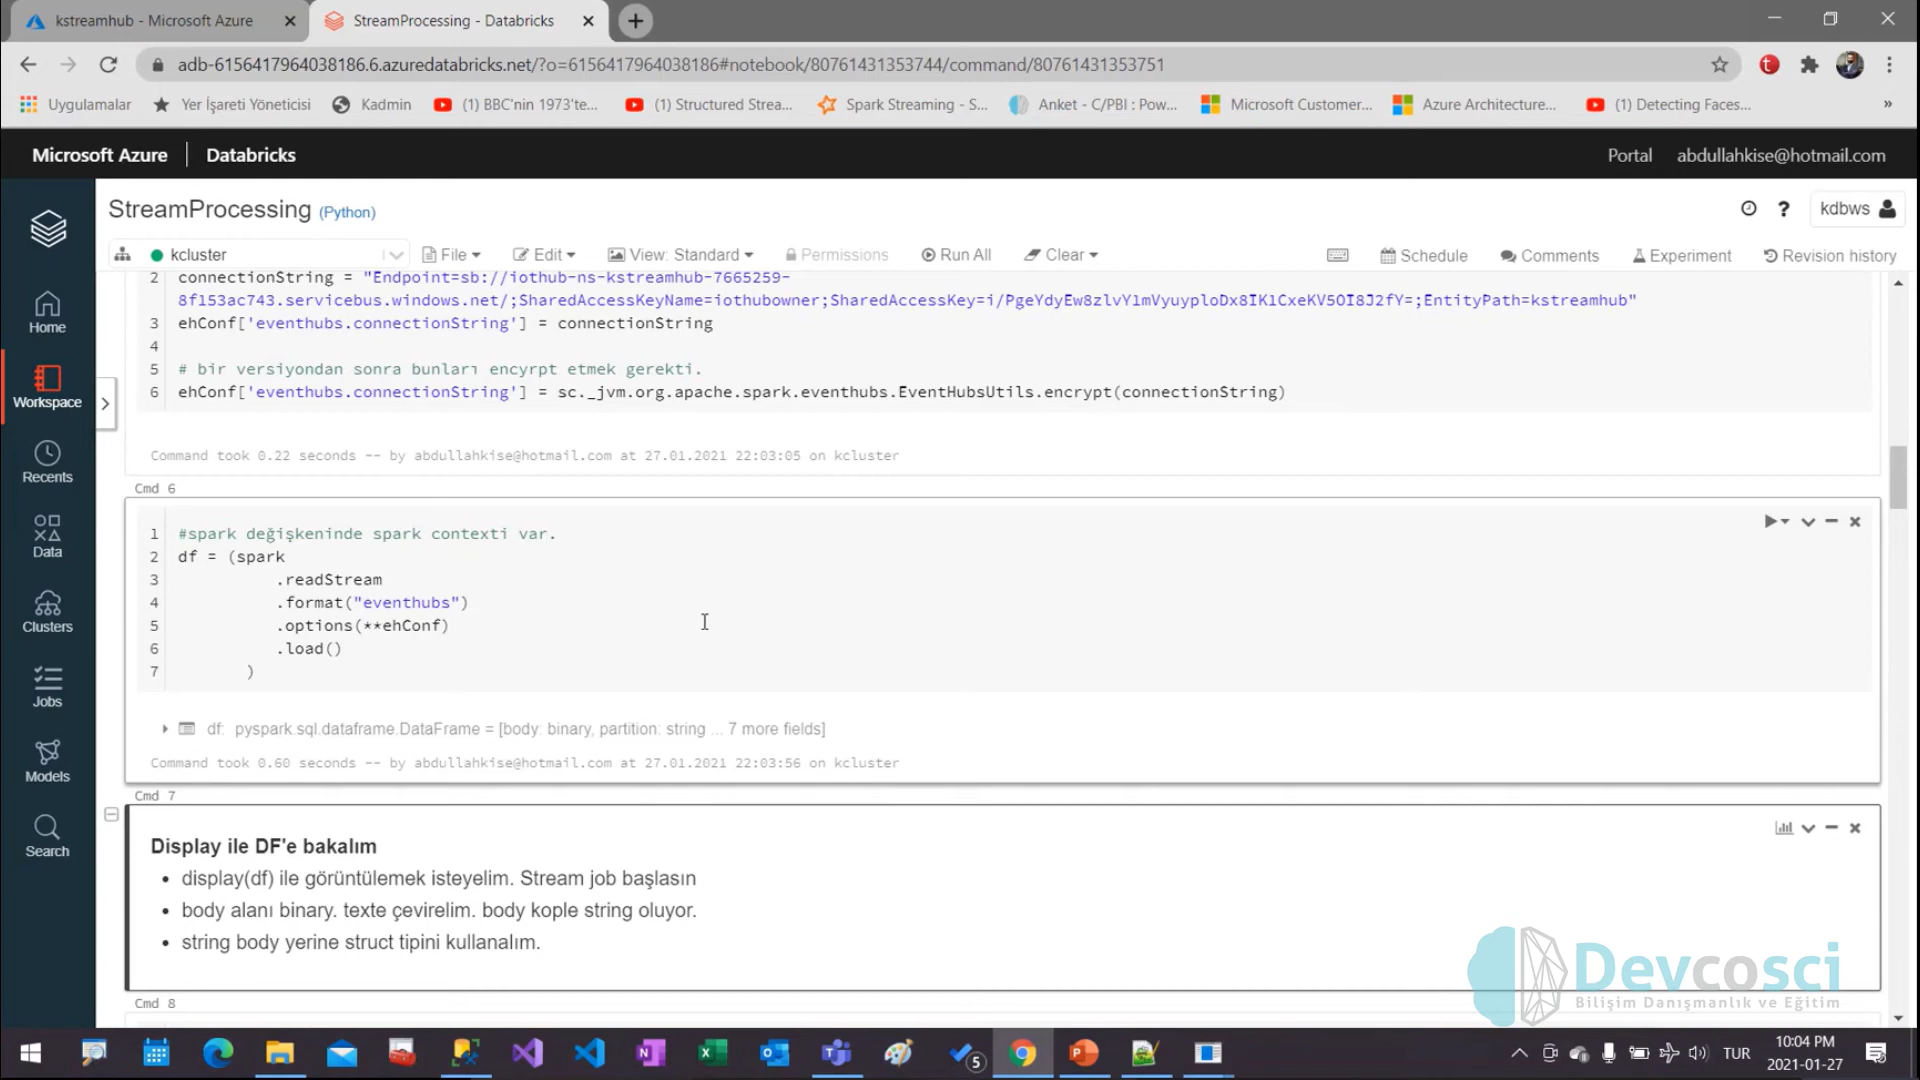 kstreamhub - Microsoft Azure
StreamProcessing - Databricks
adb-6156417964038186.6.azuredatabricks.net/?o=6156417964038186#notebook/80761431353744/command/80761431353751
Uygulamalar
Yer İşareti Yöneticisi
Kadmin
(1) BBC'nin 1973'te...
(1) Structured Strea...
Spark Streaming - S...
Anket - C/PBI : Pow...
Microsoft Customer...
Azure Architecture...
(1) Detecting Faces...
»
Microsoft Azure
Databricks
Portal
abdullahkise@hotmail.com
StreamProcessing (Python)
kdbws
kcluster
File
Edit
View: Standard
Permissions
Run All
Clear
Schedule
Comments
Experiment
Revision history
Home
Workspace
Recents
Data
Clusters
Jobs
Models
Search
2 connectionString = "Endpoint=sb://iothub-ns-kstreamhub-7665259-
8f153ac743.servicebus.windows.net/;SharedAccessKeyName=iothubowner;SharedAccessKey=i/PgeYdyEw8zlvY1mVyuyploDx8IK1CxeKV5OI8J2fY=;EntityPath=kstreamhub"
3 ehConf['eventhubs.connectionString'] = connectionString
4
5 # bir versiyondan sonra bunları encyrpt etmek gerekti.
6 ehConf['eventhubs.connectionString'] = sc._jvm.org.apache.spark.eventhubs.EventHubsUtils.encrypt(connectionString)
Command took 0.22 seconds -- by abdullahkise@hotmail.com at 27.01.2021 22:03:05 on kcluster
Cmd 6
1 #spark değişkeninde spark contexti var.
2 df = (spark
3 .readStream
4 .format("eventhubs")
5 .options(**ehConf)
6 .load()
7 )
df: pyspark.sql.dataframe.DataFrame = [body: binary, partition: string ... 7 more fields]
Command took 0.60 seconds -- by abdullahkise@hotmail.com at 27.01.2021 22:03:56 on kcluster
Cmd 7
Display ile DF'e bakalım
• display(df) ile görüntülemek isteyelim. Stream job başlasın
• body alanı binary. texte çevirelim. body kople string oluyor.
• string body yerine struct tipini kullanalım.
Cmd 8
Devcosci
Bilişim Danışmanlık ve Eğitim
5
TUR
10:04 PM
2021-01-27